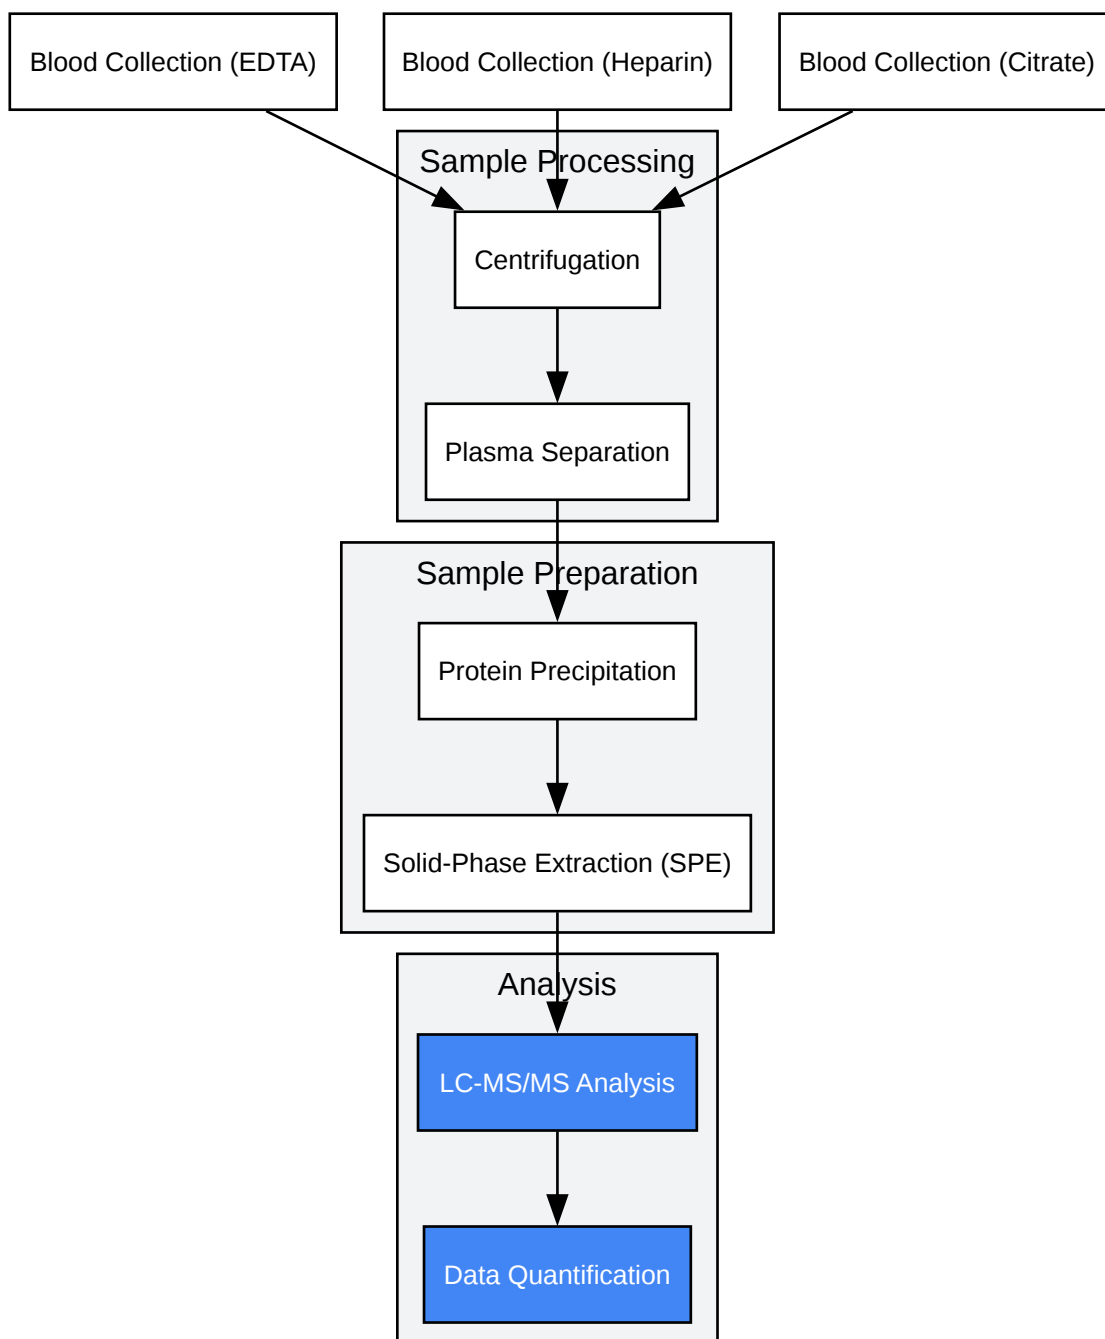 Blood Collection (EDTA)
Blood Collection (Heparin)
Blood Collection (Citrate)
Sample Processing
Centrifugation
Plasma Separation
Sample Preparation
Protein Precipitation
Solid-Phase Extraction (SPE)
Analysis
LC-MS/MS Analysis
Data Quantification